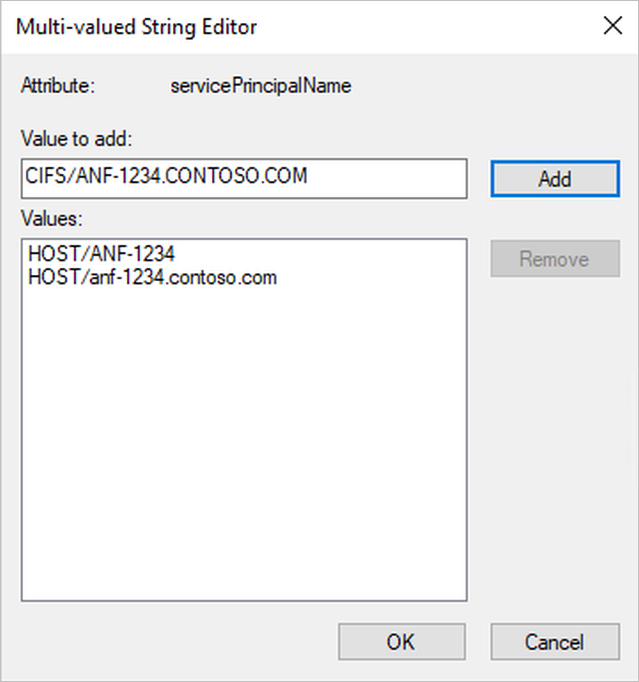 Multi-valued String Editor
Attribute: servicePrincipalName
Value to add:
CIFS/ANF-1234.CONTOSO.COM
Add
Values:
HOST/ANF-1234
HOST/anf-1234.contoso.com
Remove
OK
Cancel